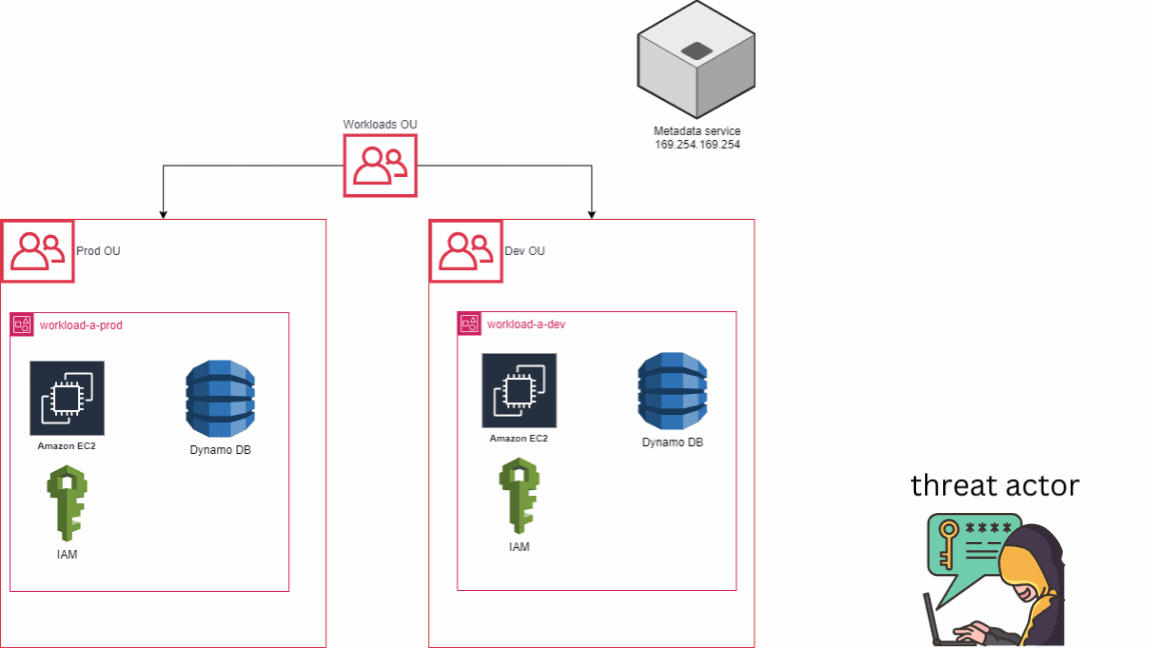 Metadata service
169.254.169.254
Workloads OU
Prod OU
Dev OU
workload-a-prod
workload-a-dev
Amazon EC2
Dynamo DB
IAM
Amazon EC2
Dynamo DB
IAM
threat actor
****